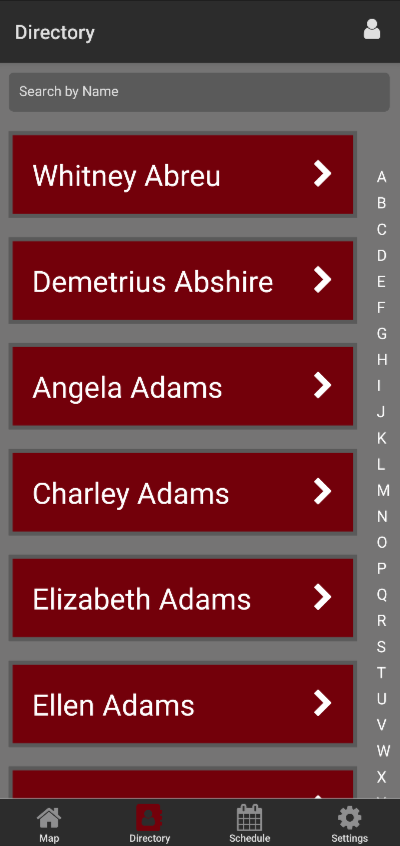 Directory
Search by Name
Whitney Abreu
Demetrius Abshire
Angela Adams
Charley Adams
Elizabeth Adams
Ellen Adams
A
B
C
D
E
F
G
H
I
J
K
L
M
N
O
P
Q
R
S
T
U
V
W
X
Map
Directory
Schedule
Settings